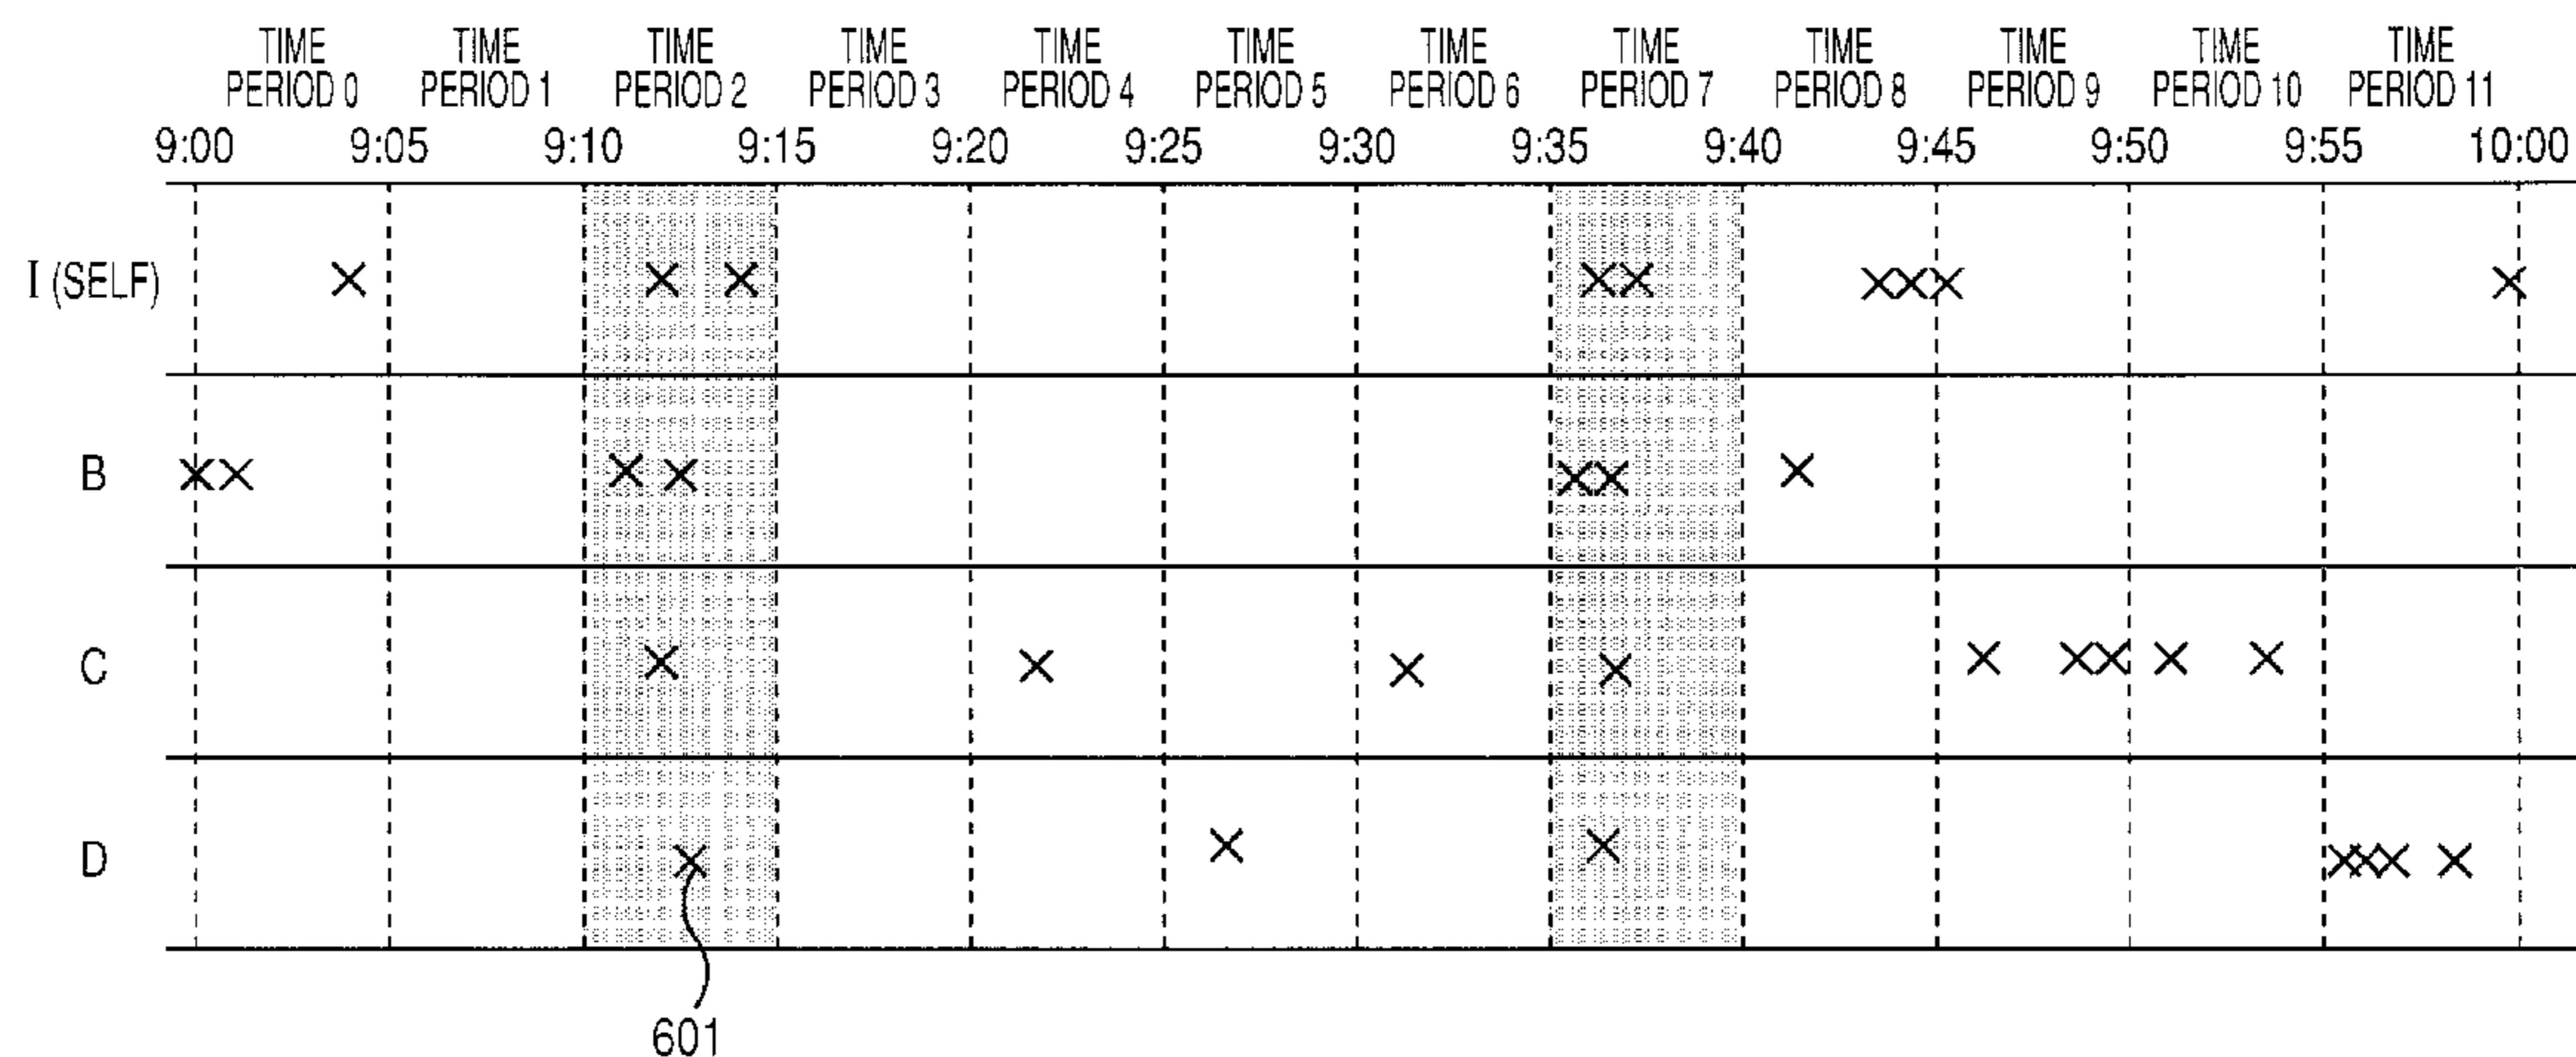 TIME PERIOD 0
TIME PERIOD 1
TIME PERIOD 2
TIME PERIOD 3
TIME PERIOD 4
TIME PERIOD 5
TIME PERIOD 6
TIME PERIOD 7
TIME PERIOD 8
TIME PERIOD 9
TIME PERIOD 10
TIME PERIOD 11
9:00 9:05 9:10 9:15 9:20 9:25 9:30 9:35 9:40 9:45 9:50 9:55 10:00
I (SELF)
B
C
D
601